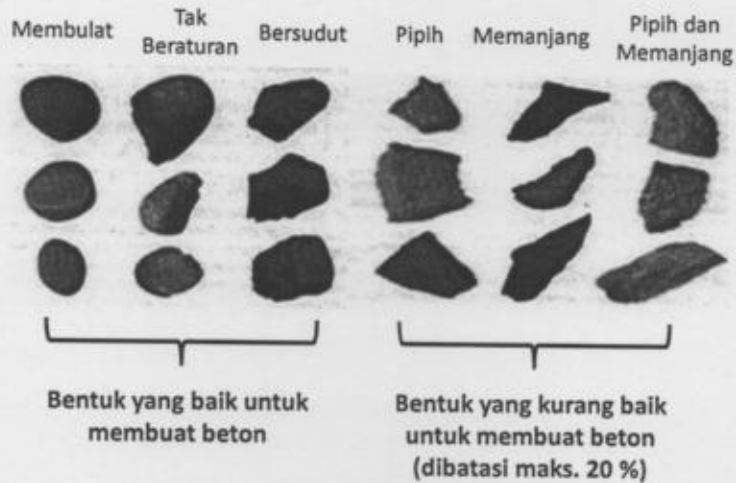 Membulat
Tak
Beraturan
Bersudut
Pipih
Memanjang
Pipih dan
Memanjang
Bentuk yang baik untuk
membuat beton
Bentuk yang kurang baik
untuk membuat beton
(dibatasi maks. 20 %)